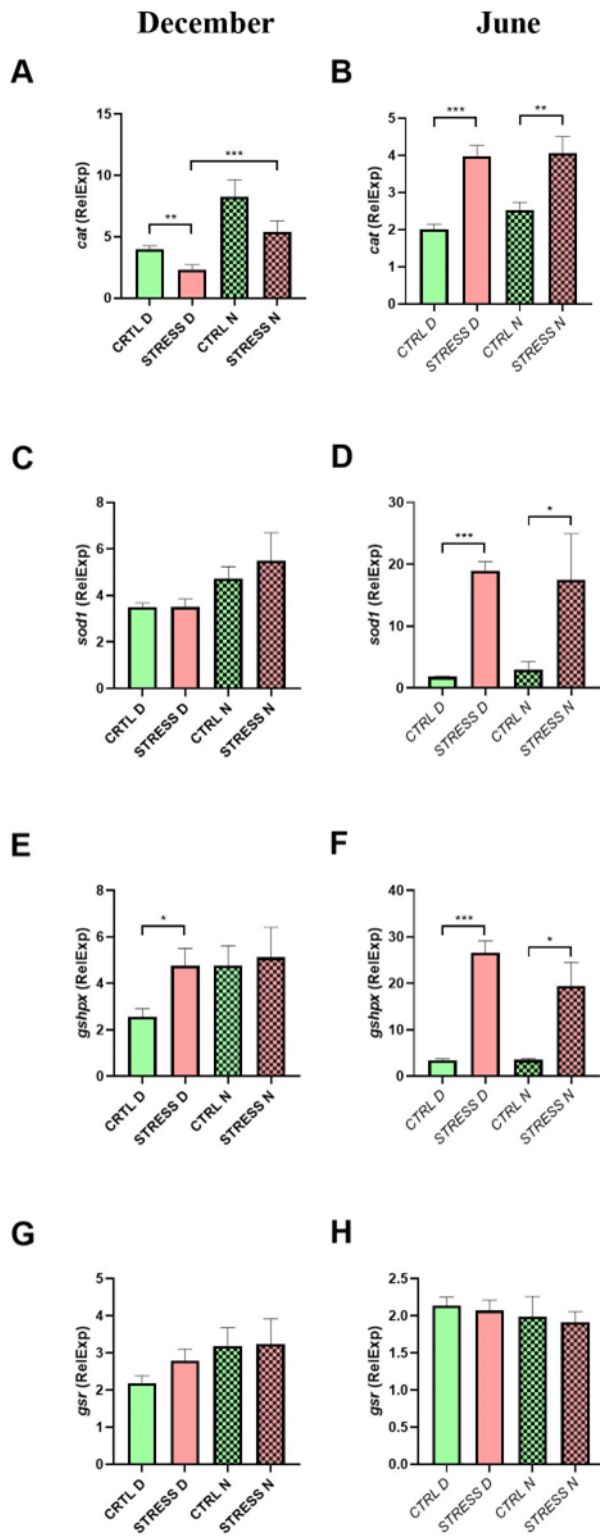 December June
A B
cat (RelExp)
15
10
5
0
**
***
CRTL D
STRESS D
CTRL N
STRESS N
cat (RelExp)
5
4
3
2
1
0
***
**
CTRL D
STRESS D
CTRL N
STRESS N
C D
sod1 (RelExp)
8
6
4
2
0
CRTL D
STRESS D
CTRL N
STRESS N
sod1 (RelExp)
30
20
10
0
***
*
CTRL D
STRESS D
CTRL N
STRESS N
E F
gshpx (RelExp)
8
6
4
2
0
*
CRTL D
STRESS D
CTRL N
STRESS N
gshpx (RelExp)
40
30
20
10
0
***
*
CTRL D
STRESS D
CTRL N
STRESS N
G H
gsr (RelExp)
5
4
3
2
1
0
CRTL D
STRESS D
CTRL N
STRESS N
gsr (RelExp)
2.5
2.0
1.5
1.0
0.5
0.0
CTRL D
STRESS D
CTRL N
STRESS N